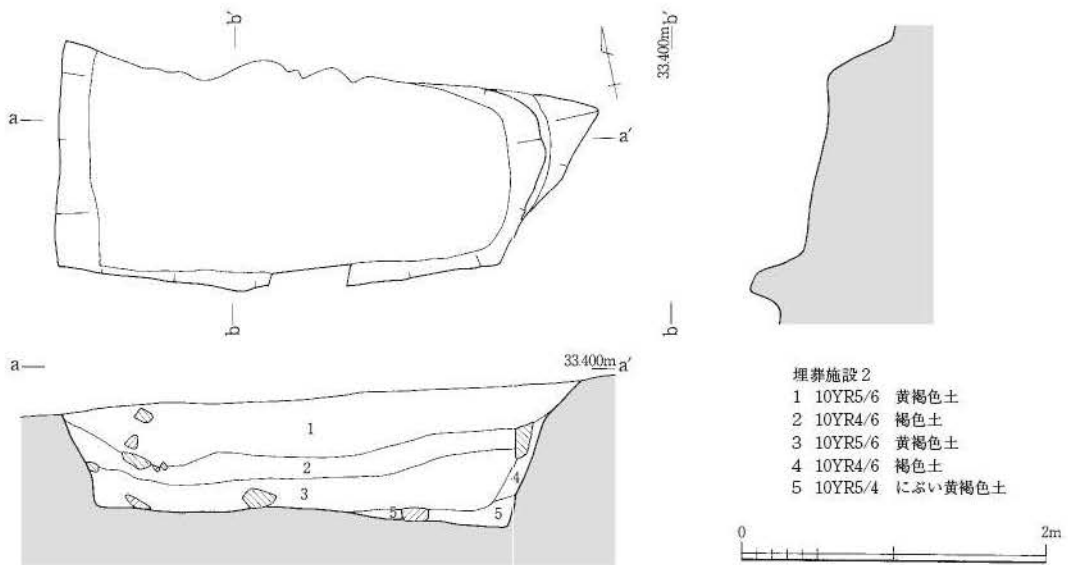 b′
33.400m b′
a
a′
b
b
a
33.400m a′
1
2
3
4
5
5
埋葬施設2
1 10YR5/6 黄褐色土
2 10YR4/6 褐色土
3 10YR5/6 黄褐色土
4 10YR4/6 褐色土
5 10YR5/4 にぶい黄褐色土
0 2m